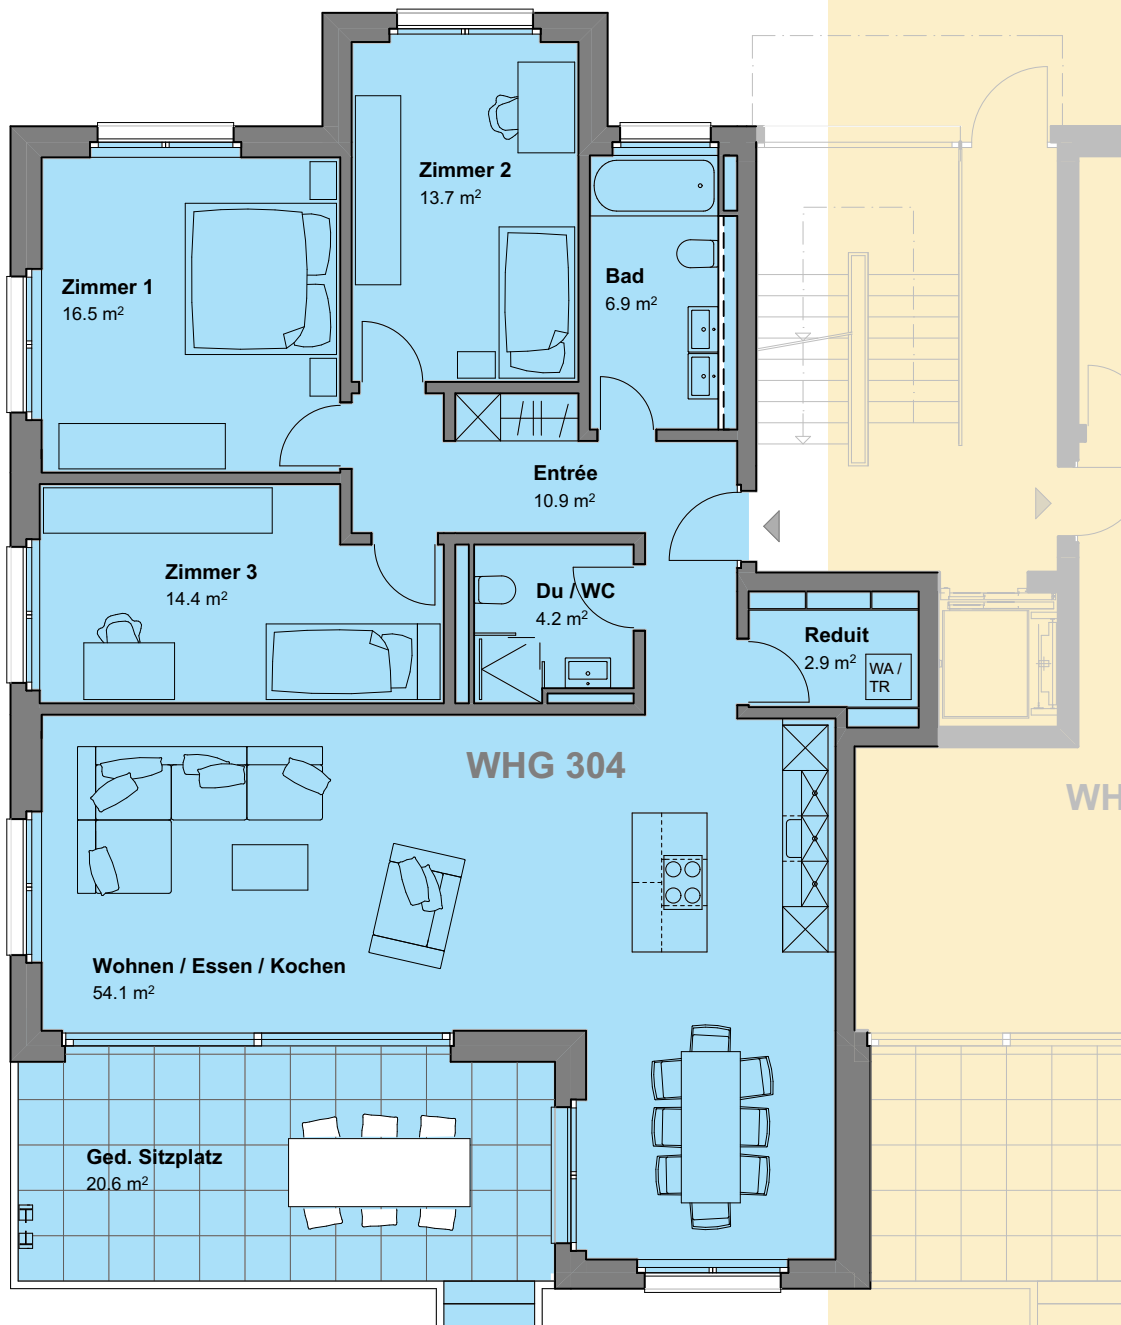 Zimmer 2
13.7 m²
Zimmer 1
16.5 m²
Bad
6.9 m²
Entrée
10.9 m²
Zimmer 3
14.4 m²
Du / WC
4.2 m²
Reduit
2.9 m²
WA /
TR
WHG 304
WH
Wohnen / Essen / Kochen
54.1 m²
Ged. Sitzplatz
20.6 m²